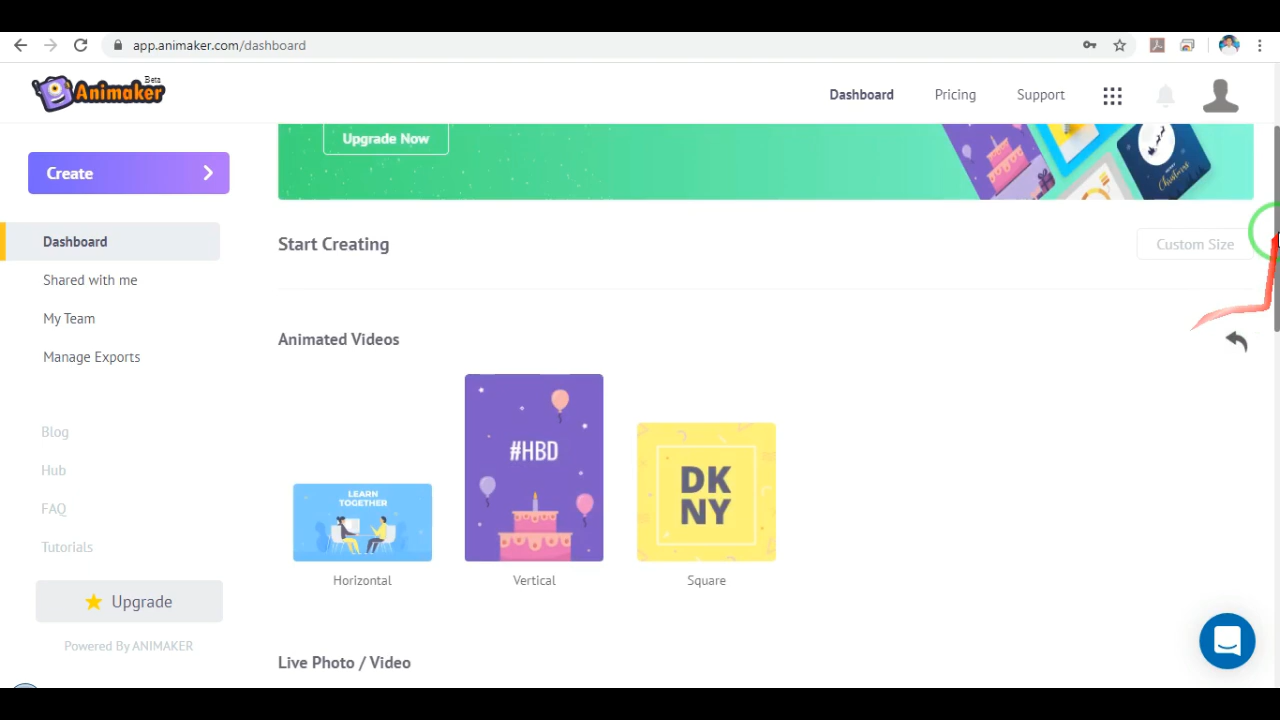 app.animaker.com/dashboard
Animaker
Beta
Dashboard
Pricing
Support
Create
Upgrade Now
Dashboard
Shared with me
My Team
Manage Exports
Blog
Hub
FAQ
Tutorials
Upgrade
Powered By ANIMAKER
Start Creating
Custom Size
Animated Videos
LEARN
TOGETHER
#HBD
DK
NY
Horizontal
Vertical
Square
Live Photo / Video